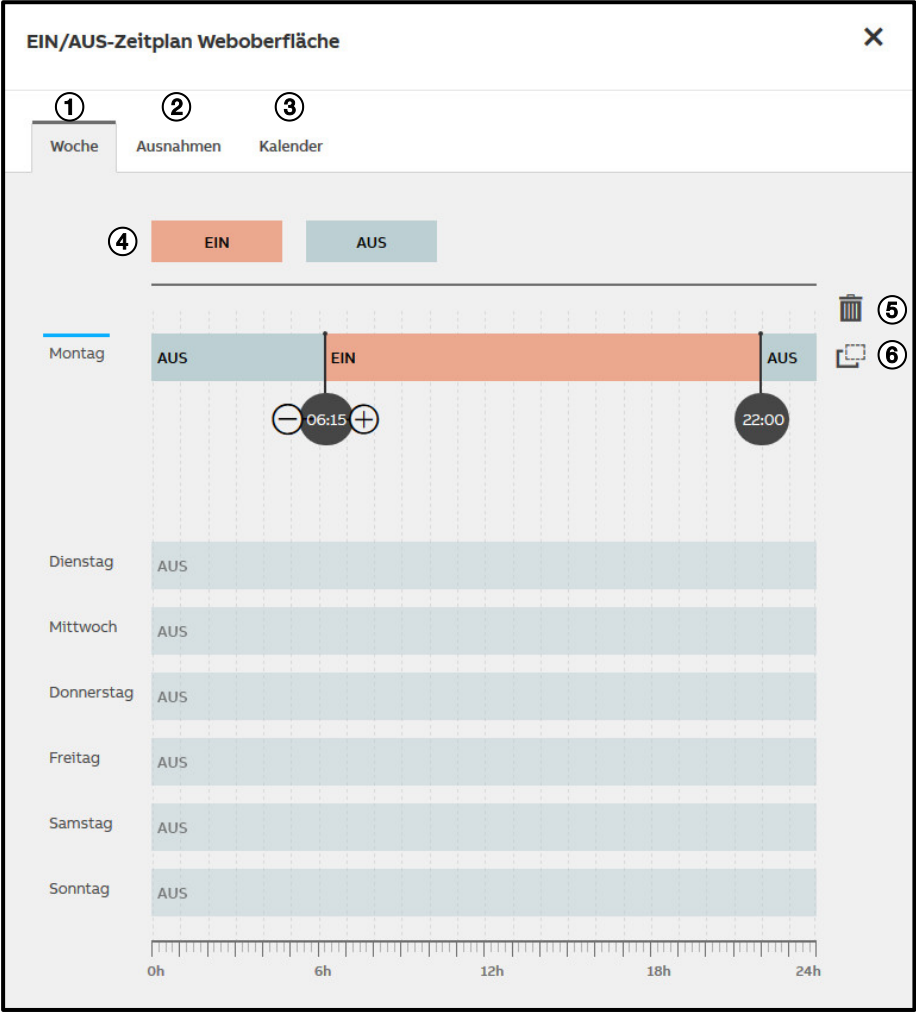 EIN/AUS-Zeitplan Weboberfläche
1 2 3
Woche Ausnahmen Kalender
4 EIN AUS
5
Montag AUS EIN AUS 6
06:15 22:00
Dienstag AUS
Mittwoch AUS
Donnerstag AUS
Freitag AUS
Samstag AUS
Sonntag AUS
0h 6h 12h 18h 24h